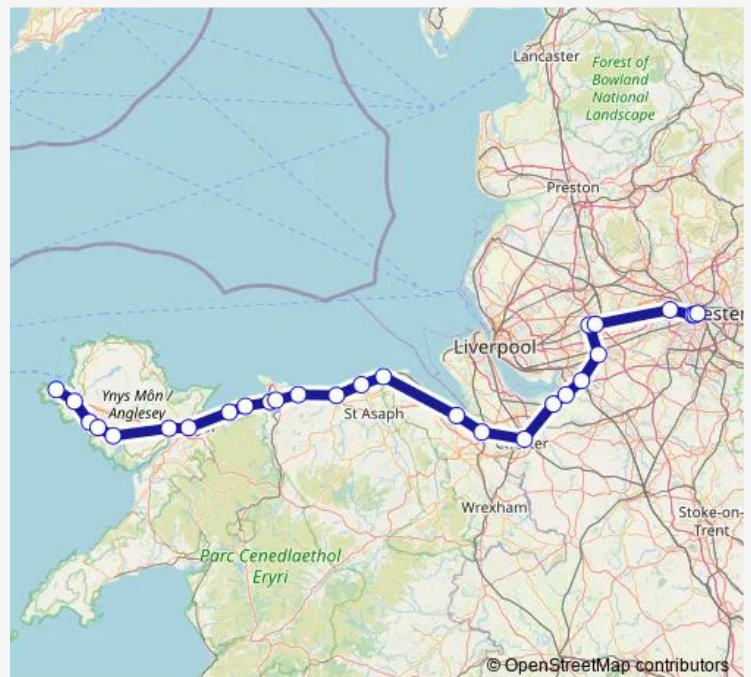 Lancaster
Forest of
Bowland
National
Landscape
Preston
ester
Liverpool
Ynys Môn /
Anglesey
St Asaph
Wrexham
Stoke-on-
Trent
Parc Cenedlaethol
Eryri
© OpenStreetMap contributors